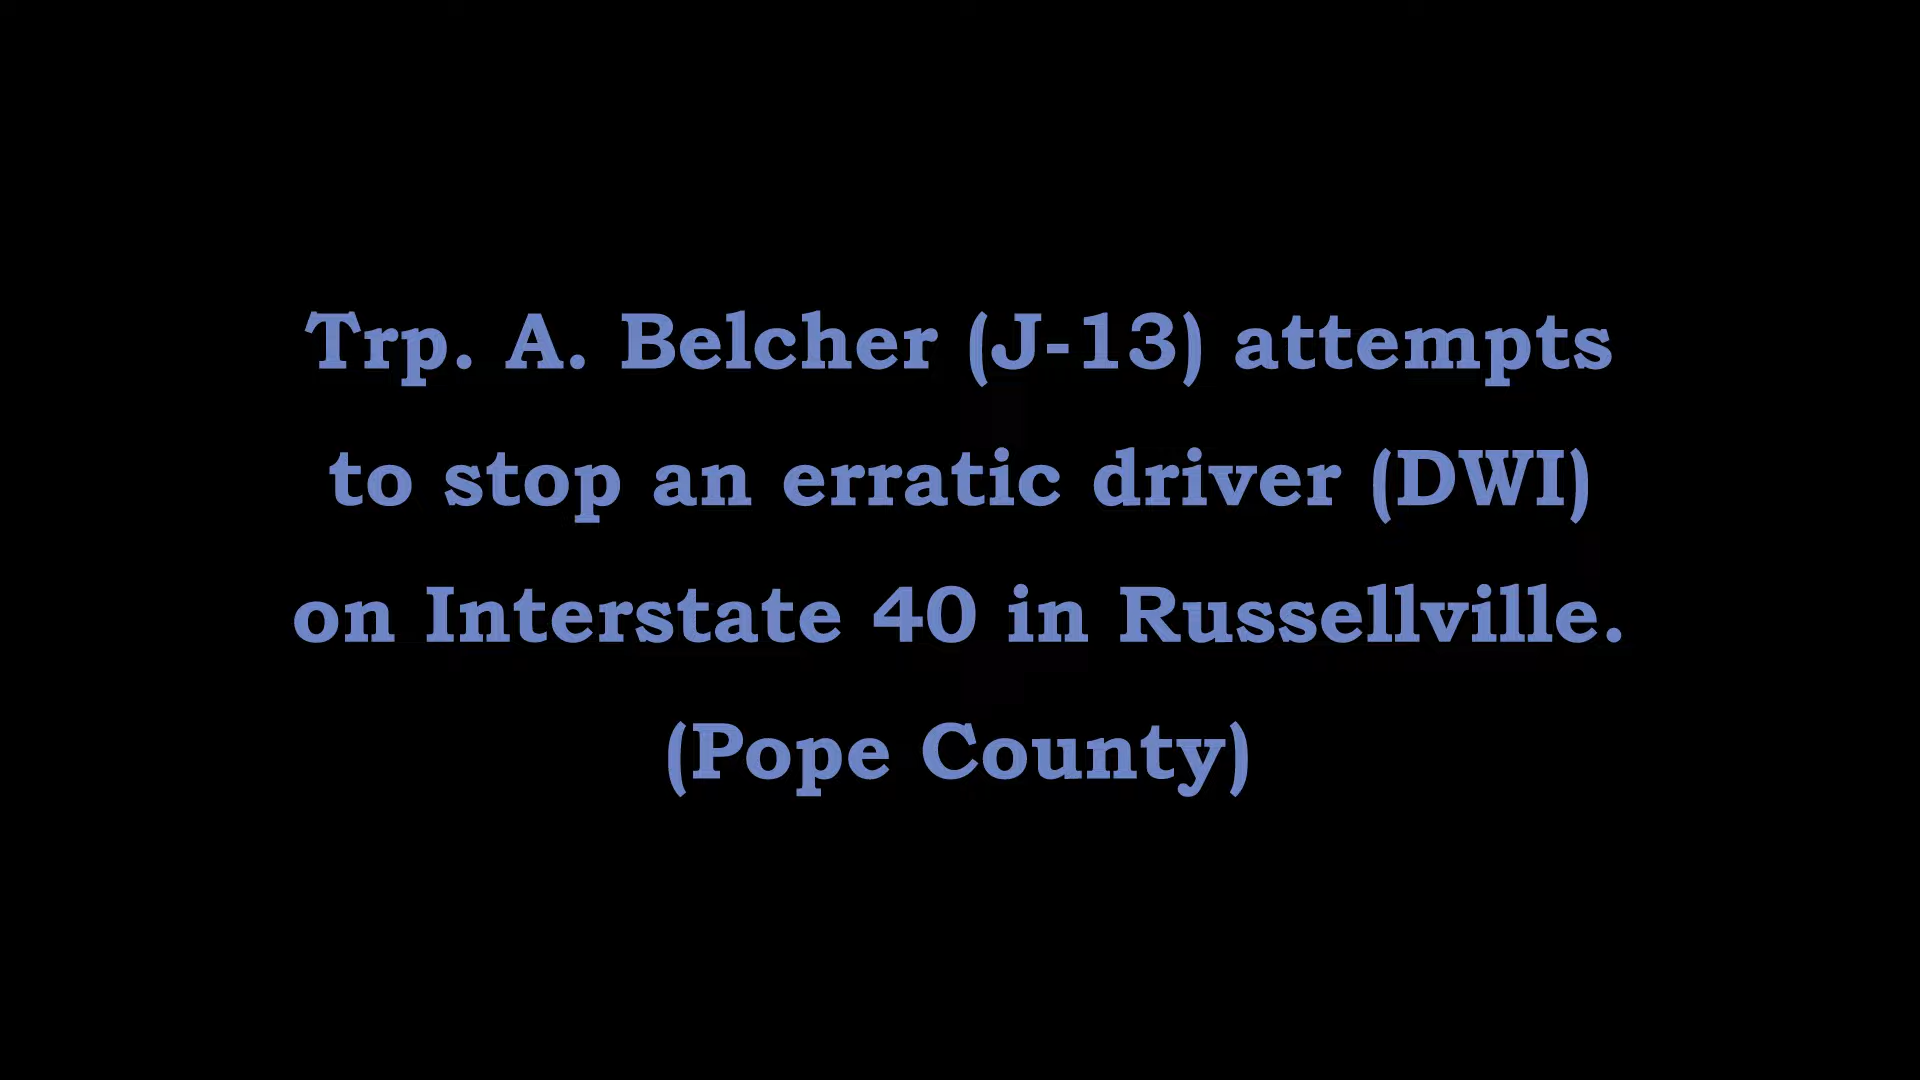 Trp. A. Belcher (J-13) attempts
to stop an erratic driver (DWI)
on Interstate 40 in Russellville.
(Pope County)